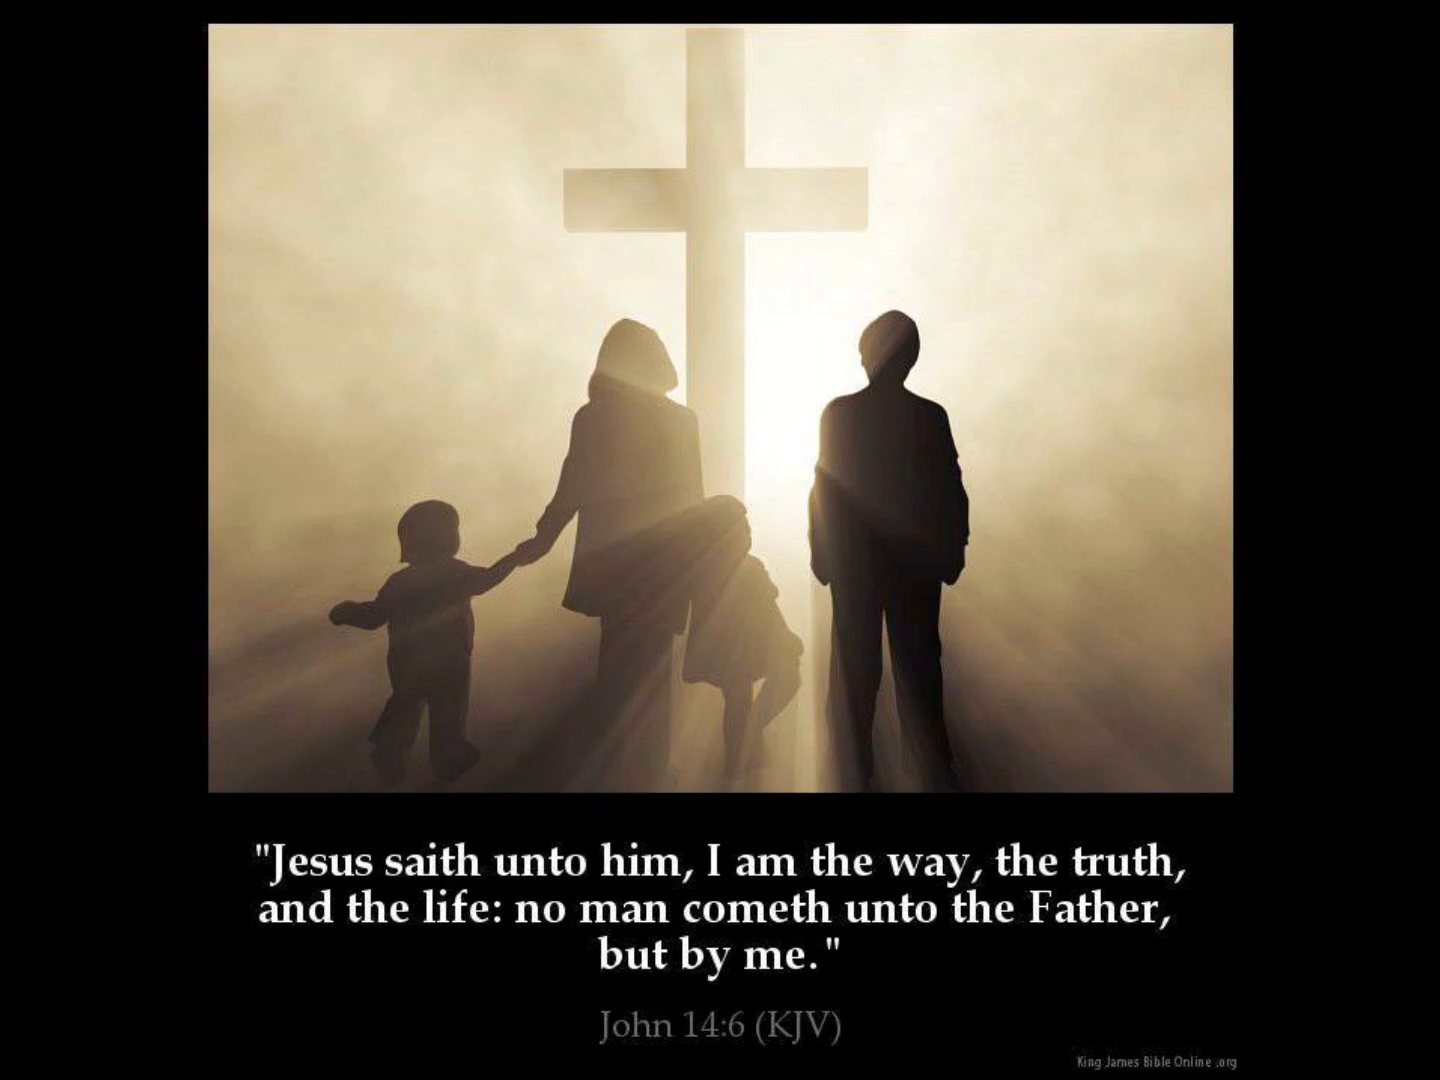 "Jesus saith unto him, I am the way, the truth,
and the life: no man cometh unto the Father,
but by me."
John 14:6 (KJV)
King James Bible Online .org